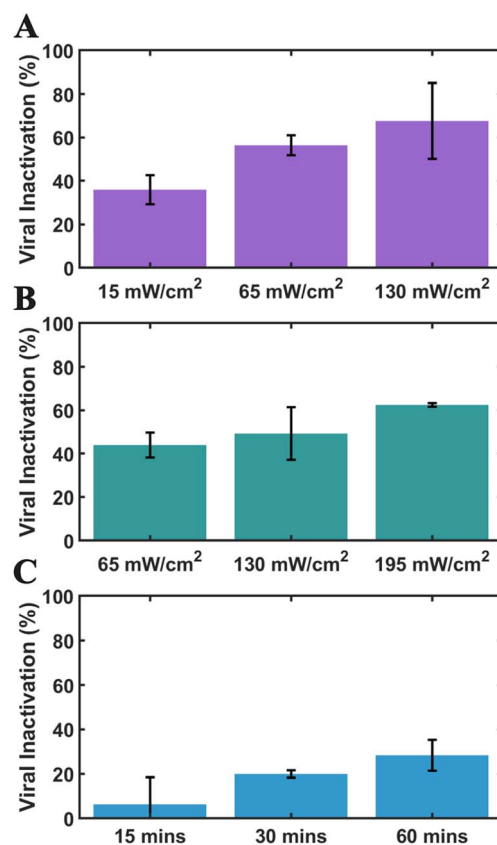 A
Viral Inactivation (%)
100
80
60
40
20
0
15 mW/cm²
65 mW/cm²
130 mW/cm²
B
Viral Inactivation (%)
100
80
60
40
20
0
65 mW/cm²
130 mW/cm²
195 mW/cm²
C
Viral Inactivation (%)
100
80
60
40
20
0
15 mins
30 mins
60 mins